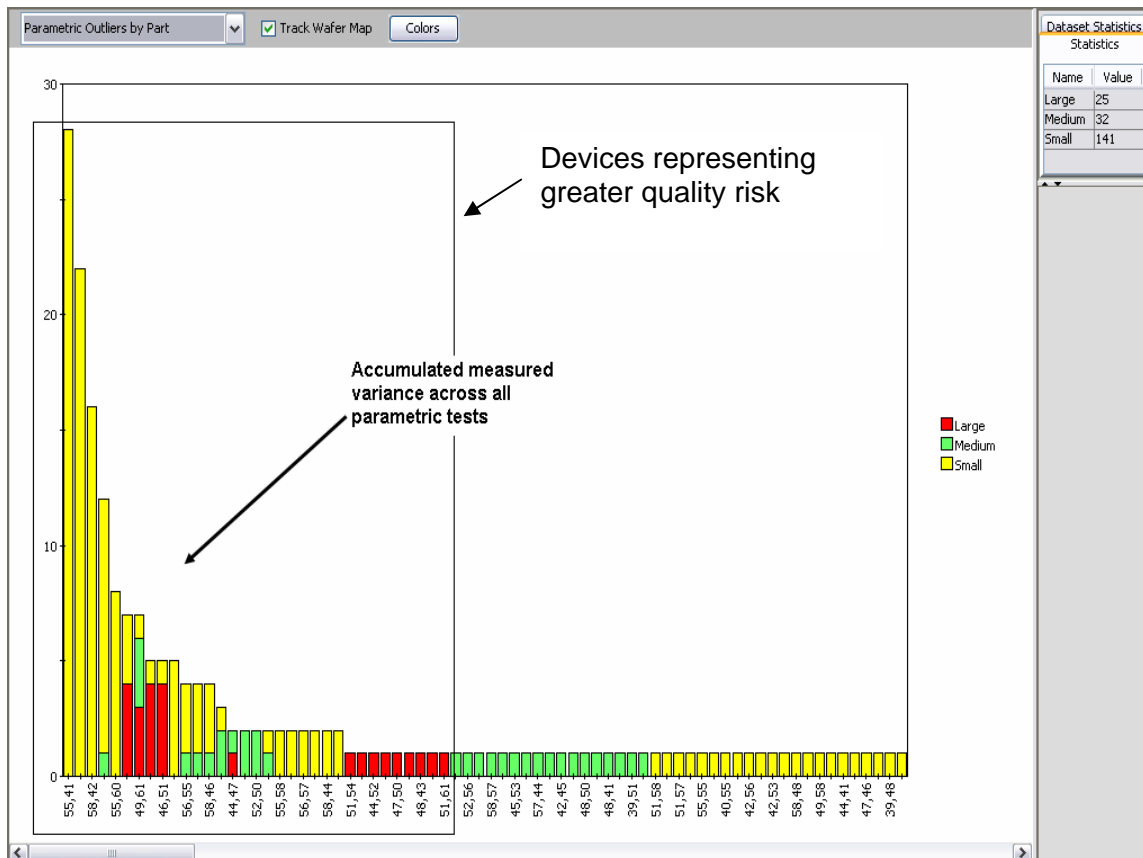 Parametric Outliers by Part
Track Wafer Map
Colors
Dataset Statistics
Statistics
Name Value
Large 25
Medium 32
Small 141
30
20
10
0
Devices representing
greater quality risk
Accumulated measured
variance across all
parametric tests
Large
Medium
Small
55,41
58,42
55,60
49,61
46,51
56,55
58,46
44,47
52,50
55,58
56,57
58,44
51,54
44,52
47,50
48,43
51,61
52,56
58,57
45,53
57,44
42,45
48,50
48,41
39,51
51,58
51,57
55,55
40,55
42,56
42,53
58,48
49,58
44,41
47,46
39,48